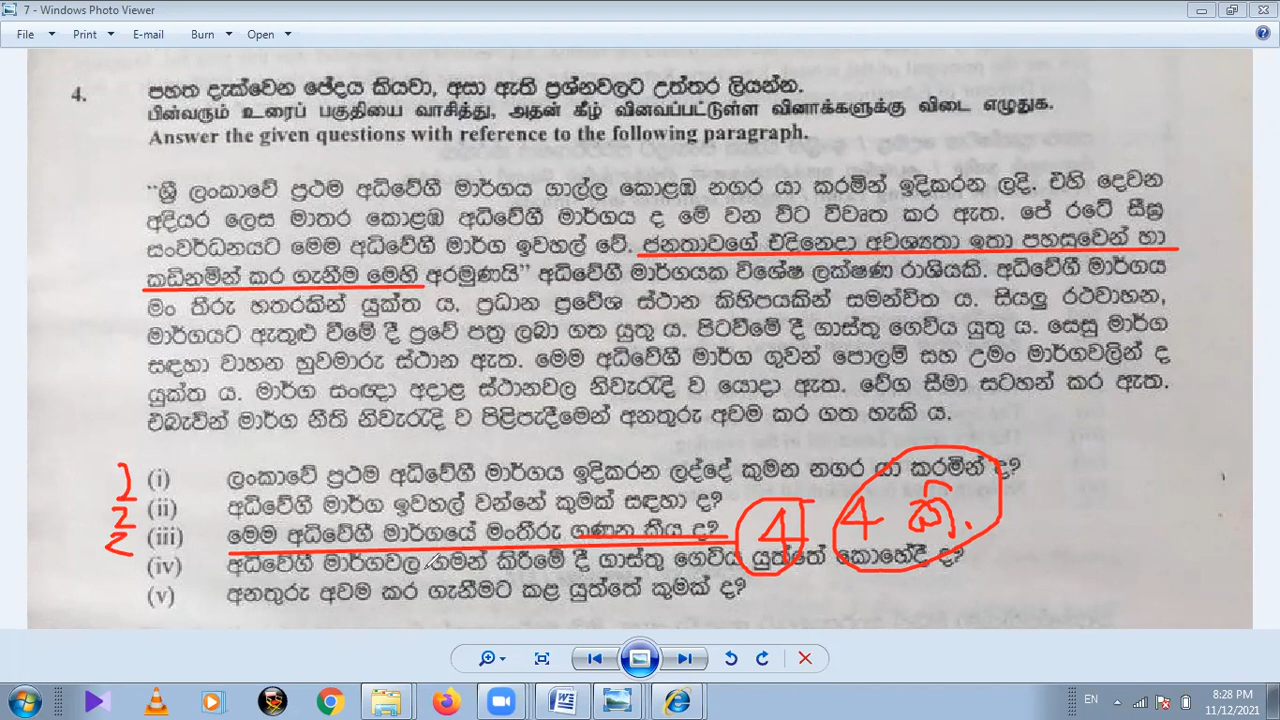 7 - Windows Photo Viewer
File Print E-mail Burn Open
4. පහත දැක්වෙන ඡේදය කියවා, අසා ඇති ප්‍රශ්නවලට උත්තර ලියන්න.
பின்வரும் உரைப் பகுதியை வாசித்து, அதன் கீழ் வினவப்பட்டுள்ள வினாக்களுக்கு விடை எழுதுக.
Answer the given questions with reference to the following paragraph.
"ශ්‍රී ලංකාවේ ප්‍රථම අධිවේගී මාර්ගය ගාල්ල කොළඹ නගර යා කරමින් ඉදිකරන ලදි. එහි දෙවන
අදියර ලෙස මාතර කොළඹ අධිවේගී මාර්ගය ද මේ වන විට විවෘත කර ඇත. පේ රටේ සීඝ්‍ර
සංවර්ධනයට මෙම අධිවේගී මාර්ග ඉවහල් වේ. ජනතාවගේ එදිනෙදා අවශ්‍යතා ඉතා පහසුවෙන් හා
කඩිනමින් කර ගැනීම මෙහි අරමුණයි" අධිවේගී මාර්ගයක විශේෂ ලක්ෂණ රාශියකි. අධිවේගී මාර්ගය
මං තීරු හතරකින් යුක්ත ය. ප්‍රධාන ප්‍රවේශ ස්ථාන කිහිපයකින් සමන්විත ය. සියලු රථවාහන,
මාර්ගයට ඇතුළු වීමේ දී ප්‍රවේ පත්‍ර ලබා ගත යුතු ය. පිටවීමේ දී ගාස්තු ගෙවිය යුතු ය. සෙසු මාර්ග
සඳහා වාහන හුවමාරු ස්ථාන ඇත. මෙම අධිවේගී මාර්ග ගුවන් පොලම් සහ උමං මාර්ගවලින් ද
යුක්ත ය. මාර්ග සංඥා අදාළ ස්ථානවල නිවැරැදි ව යොදා ඇත. වේග සීමා සටහන් කර ඇත.
එබැවින් මාර්ග නීති නිවැරැදි ව පිළිපැදීමෙන් අනතුරු අවම කර ගත හැකි ය.
2 (i) ලංකාවේ ප්‍රථම අධිවේගී මාර්ගය ඉදිකරන ලද්දේ කුමන නගර යා කරමින් ද?
2 (ii) අධිවේගී මාර්ග ඉවහල් වන්නේ කුමක් සඳහා ද?
2 (iii) මෙම අධිවේගී මාර්ගයේ මංතීරු ගණන කීය ද? 4 4 කි.
(iv) අධිවේගී මාර්ගවල ගමන් කිරීමේ දී ගාස්තු ගෙවිය යුත්තේ කොහේදී ද?
(v) අනතුරු අවම කර ගැනීමට කළ යුත්තේ කුමක් ද?
EN 8:28 PM
11/12/2021